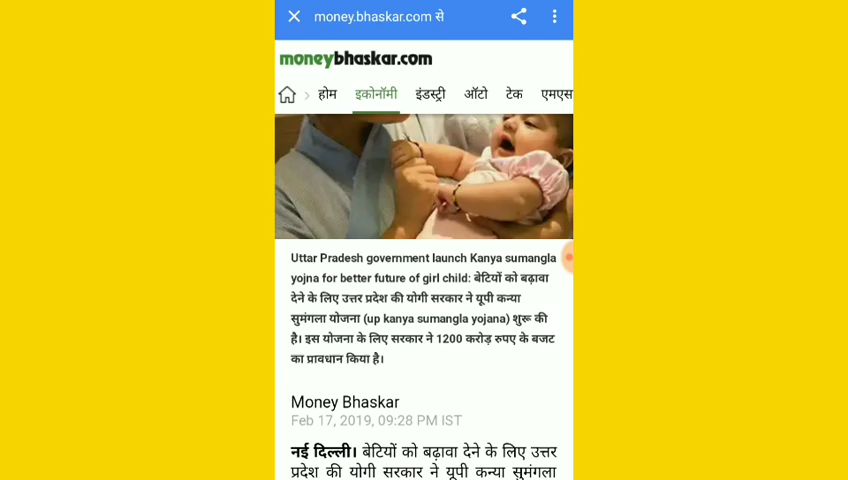 money.bhaskar.com से
moneybhaskar.com
होम इकोनॉमी इंडस्ट्री ऑटो टेक एमएस
Uttar Pradesh government launch Kanya sumangla
yojna for better future of girl child: बेटियों को बढ़ावा
देने के लिए उत्तर प्रदेश की योगी सरकार ने यूपी कन्या
सुमंगला योजना (up kanya sumangla yojana) शुरू की
है। इस योजना के लिए सरकार ने 1200 करोड़ रुपए के बजट
का प्रावधान किया है।
Money Bhaskar
Feb 17, 2019, 09:28 PM IST
नई दिल्ली। बेटियों को बढ़ावा देने के लिए उत्तर
प्रदेश की योगी सरकार ने यूपी कन्या सुमंगला